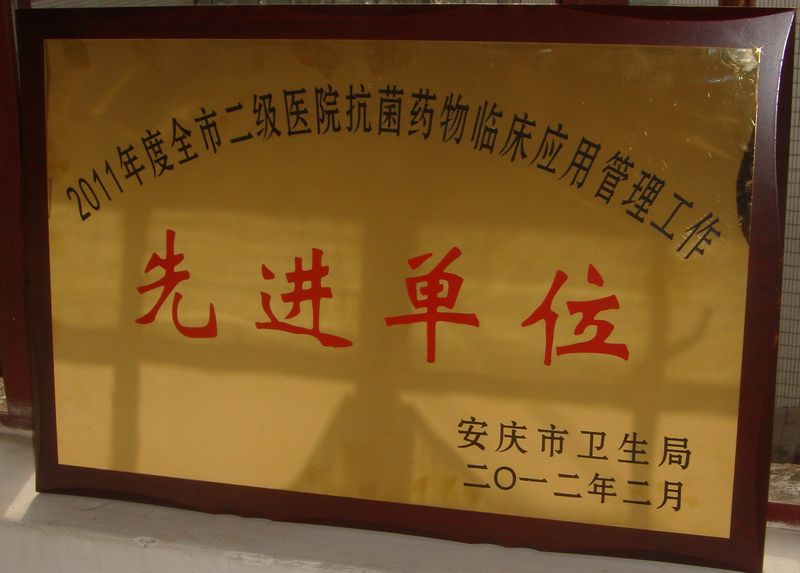 2011年度全市二级医院抗菌药物临床应用管理工作
先进单位
安庆市卫生局
二〇一二年二月